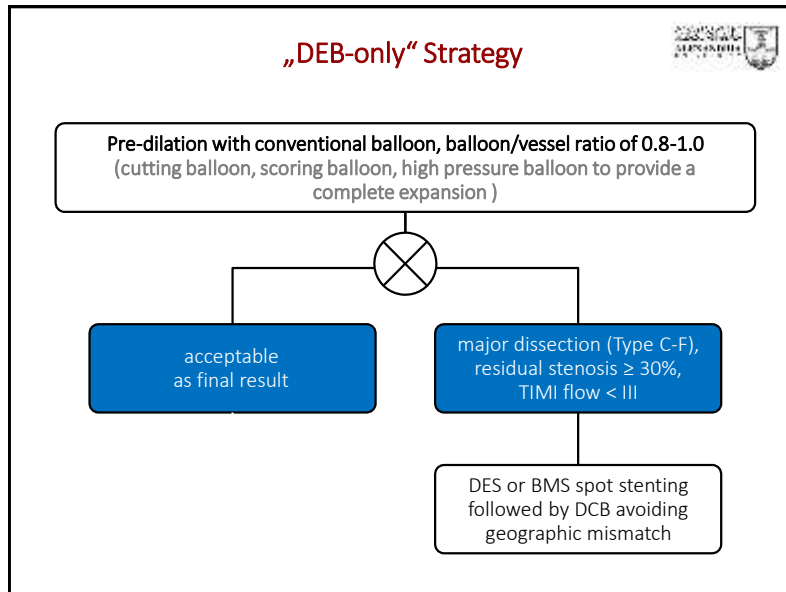 „DEB-only“ Strategy
ALEXANDRIA
Pre-dilation with conventional balloon, balloon/vessel ratio of 0.8-1.0
(cutting balloon, scoring balloon, high pressure balloon to provide a
complete expansion )
acceptable
as final result
major dissection (Type C-F),
residual stenosis ≥ 30%,
TIMI flow < III
DES or BMS spot stenting
followed by DCB avoiding
geographic mismatch